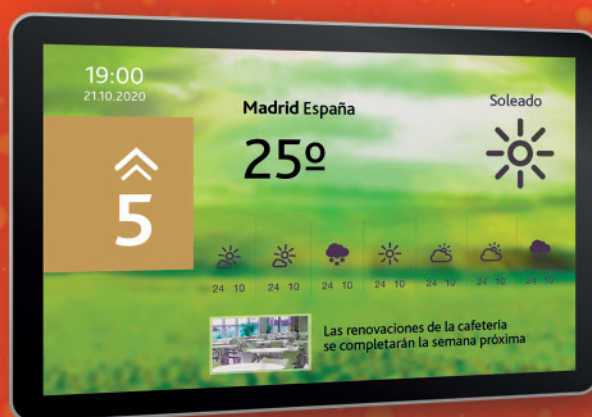 19:00
21.10.2020
5
Madrid España
25º
Soleado
24 10 24 10 24 10 24 10 24 10 24 10 24 10
Las renovaciones de la cafetería
se completarán la semana próxima